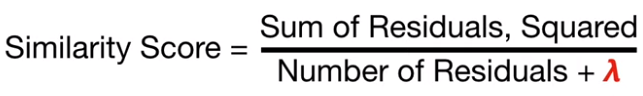 Similarity Score = Sum of Residuals, Squared
Number of Residuals + λ